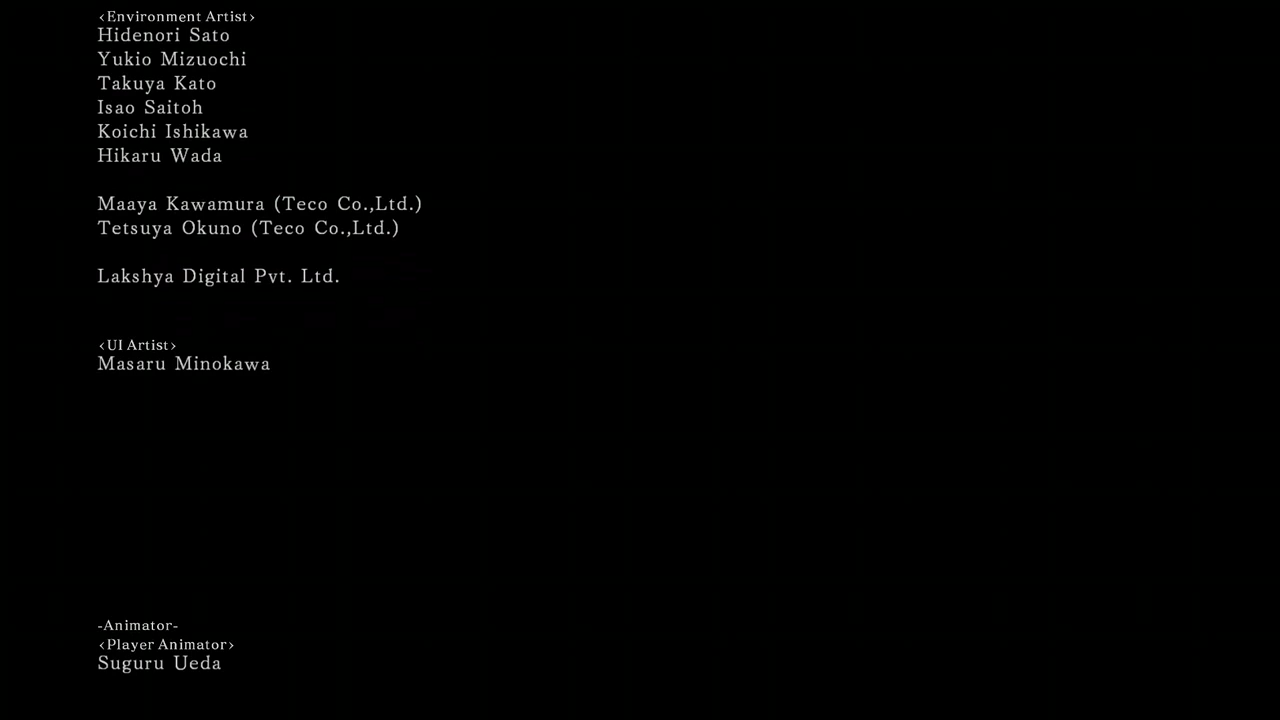 <Environment Artist>
Hidenori Sato
Yukio Mizuochi
Takuya Kato
Isao Saitoh
Koichi Ishikawa
Hikaru Wada
Maaya Kawamura (Teco Co.,Ltd.)
Tetsuya Okuno (Teco Co.,Ltd.)
Lakshya Digital Pvt. Ltd.
<UI Artist>
Masaru Minokawa
-Animator-
<Player Animator>
Suguru Ueda